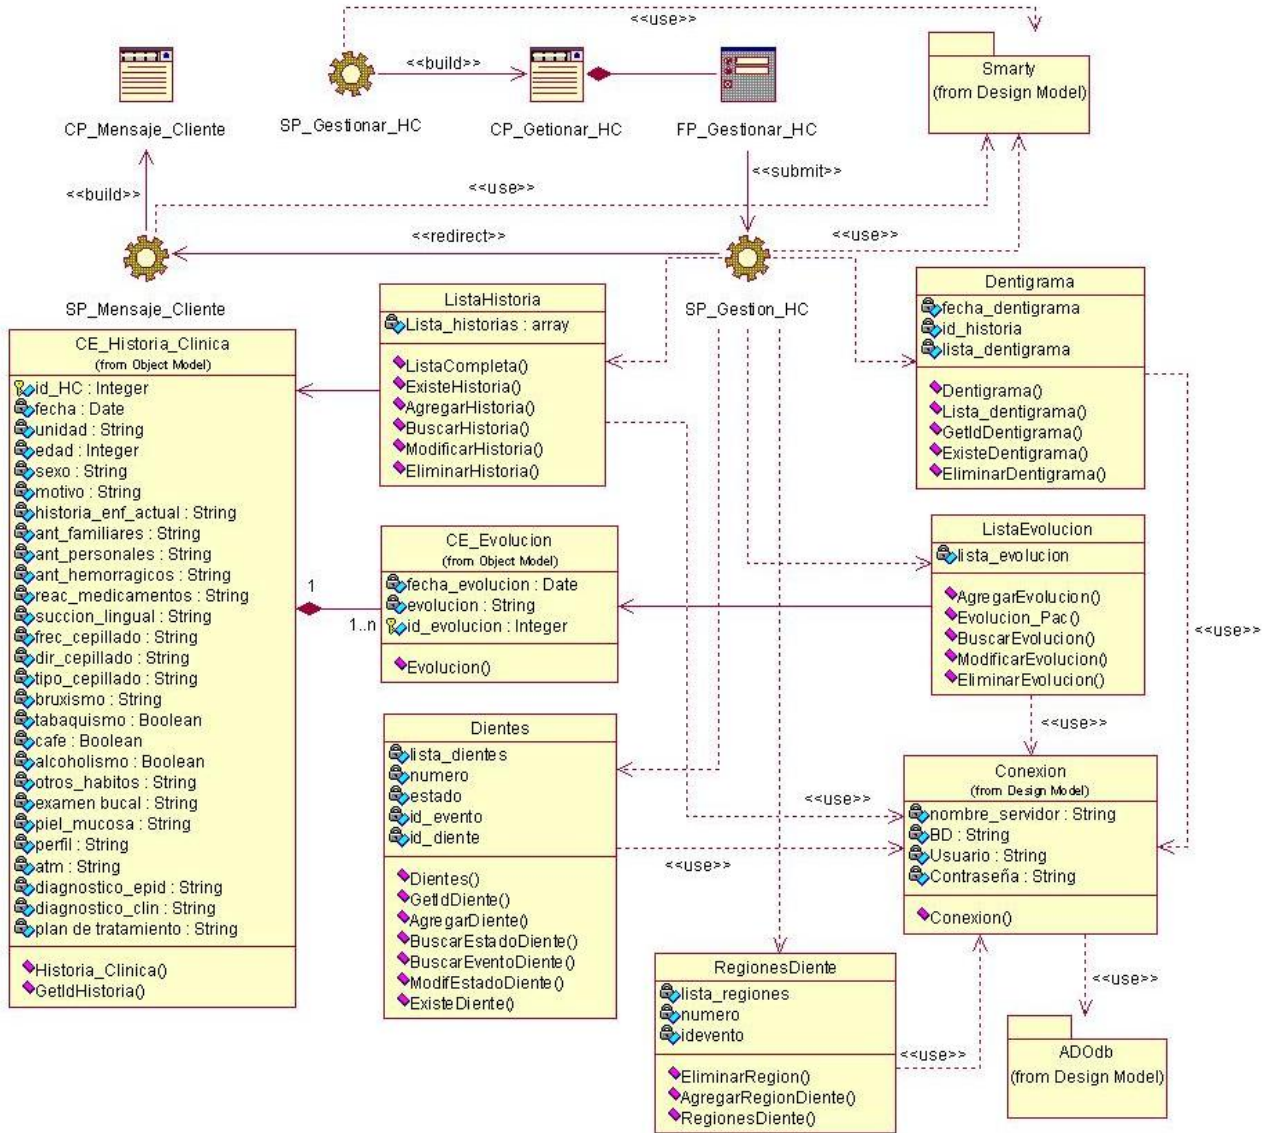 <<use>>
Smarty
(from Design Model)
<<build>>
CP_Mensaje_Cliente
SP_Gestionar_HC
CP_Getionar_HC
FP_Gestionar_HC
<<build>>
<<use>>
<<submit>>
<<redirect>>
<<use>>
SP_Mensaje_Cliente
SP_Gestion_HC
CE_Historia_Clinica
(from Object Model)
id_HC : Integer
fecha : Date
unidad : String
edad : Integer
sexo : String
motivo : String
historia_enf_actual : String
ant_familiares : String
ant_personales : String
ant_hemorragicos : String
reac_medicamentos : String
succion_lingual : String
frec_cepillado : String
dir_cepillado : String
tipo_cepillado : String
bruxismo : String
tabaquismo : Boolean
cafe : Boolean
alcoholismo : Boolean
otros_habitos : String
examen bucal : String
piel_mucosa : String
perfil : String
atm : String
diagnostico_epid : String
diagnostico_clin : String
plan de tratamiento : String
Historia_Clinica()
GetIdHistoria()
ListaHistoria
Lista_historias : array
ListaCompleta()
ExisteHistoria()
AgregarHistoria()
BuscarHistoria()
ModificarHistoria()
EliminarHistoria()
Dentigrama
fecha_dentigrama
id_historia
lista_dentigrama
Dentigrama()
Lista_dentigrama()
GetIdDentigrama()
ExisteDentigrama()
EliminarDentigrama()
1
1..n
CE_Evolucion
(from Object Model)
fecha_evolucion : Date
evolucion : String
id_evolucion : Integer
Evolucion()
ListaEvolucion
lista_evolucion
AgregarEvolucion()
Evolucion_Pac()
BuscarEvolucion()
ModificarEvolucion()
EliminarEvolucion()
<<use>>
<<use>>
Dientes
lista_dientes
numero
estado
id_evento
id_diente
Dientes()
GetIdDiente()
AgregarDiente()
BuscarEstadoDiente()
BuscarEventoDiente()
ModifEstadoDiente()
ExisteDiente()
<<use>>
<<use>>
Conexion
(from Design Model)
nombre_servidor : String
BD : String
Usuario : String
Contraseña : String
Conexion()
RegionesDiente
lista_regiones
numero
idevento
EliminarRegion()
AgregarRegionDiente()
RegionesDiente()
<<use>>
<<use>>
ADOdb
(from Design Model)